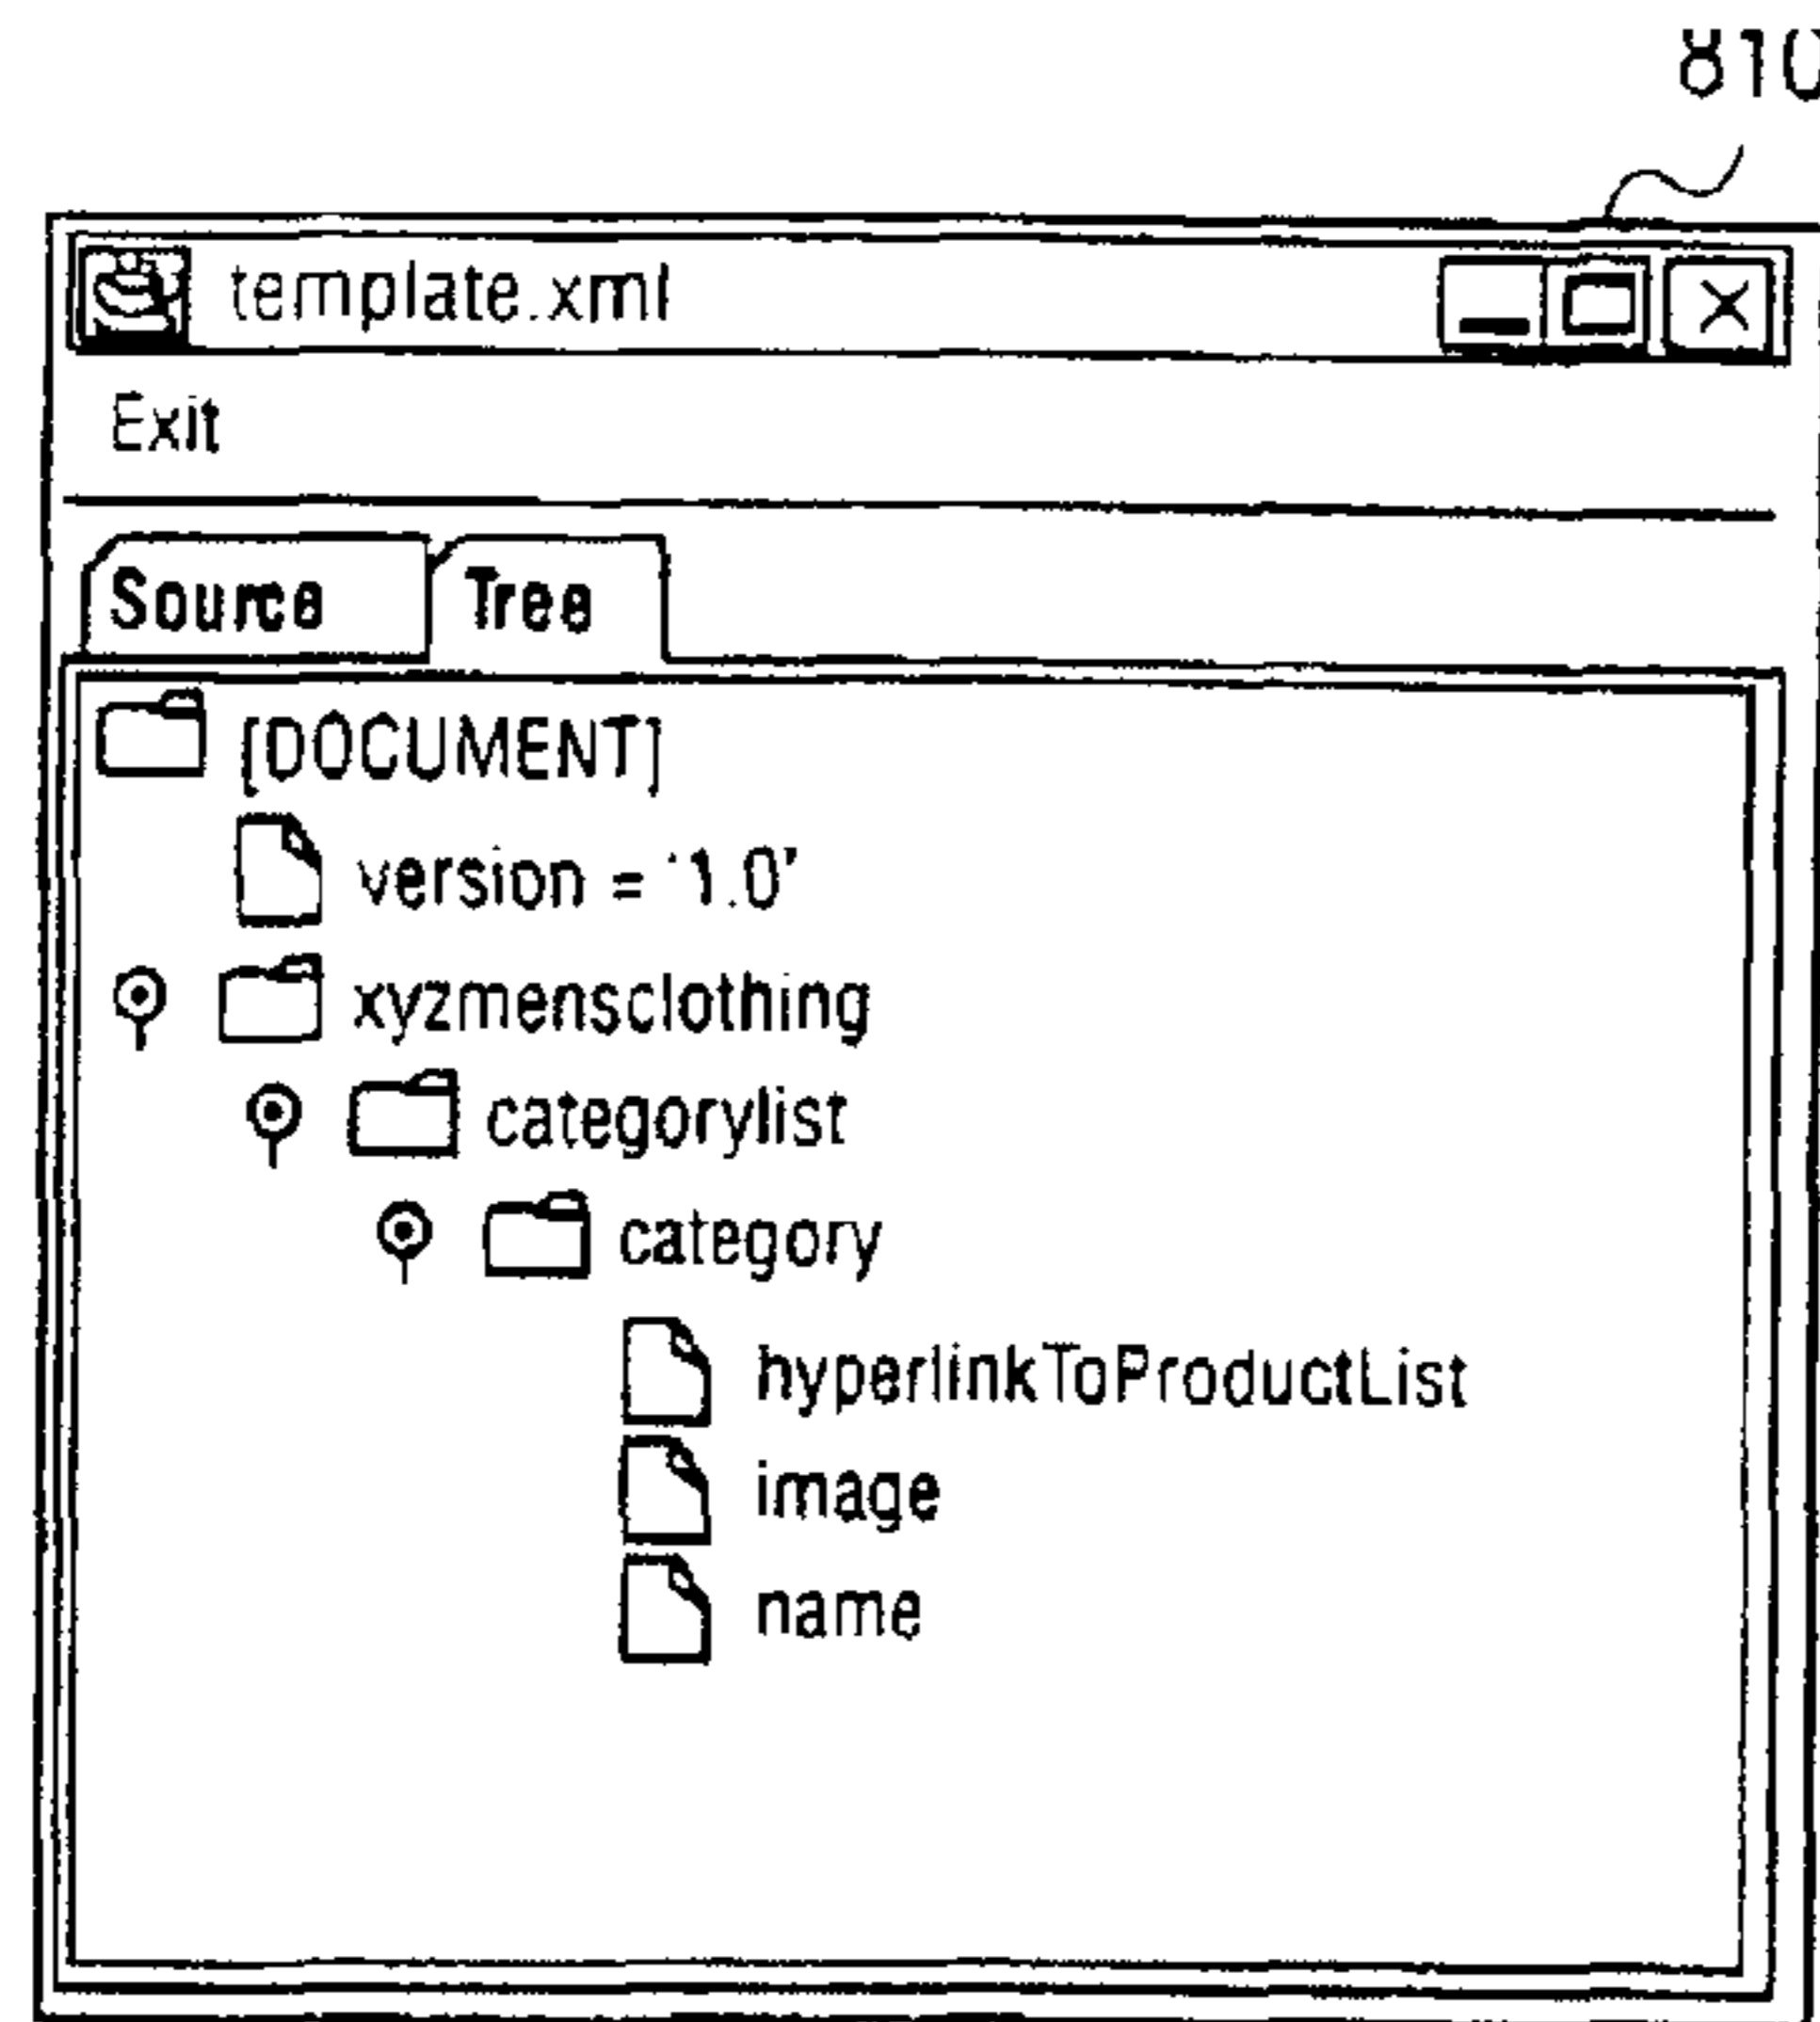 810
template.xml
Exit
Source Tree
[DOCUMENT]
version = '1.0'
xyzmensclothing
categorylist
category
hyperlinkToProductList
image
name